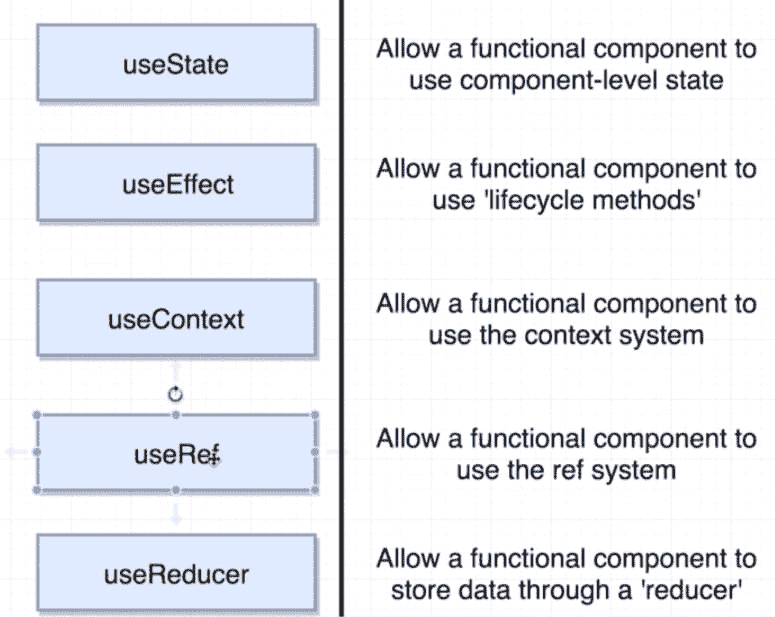 useState
Allow a functional component to
use component-level state
useEffect
Allow a functional component to
use 'lifecycle methods'
useContext
Allow a functional component to
use the context system
useRef
Allow a functional component to
use the ref system
useReducer
Allow a functional component to
store data through a 'reducer'